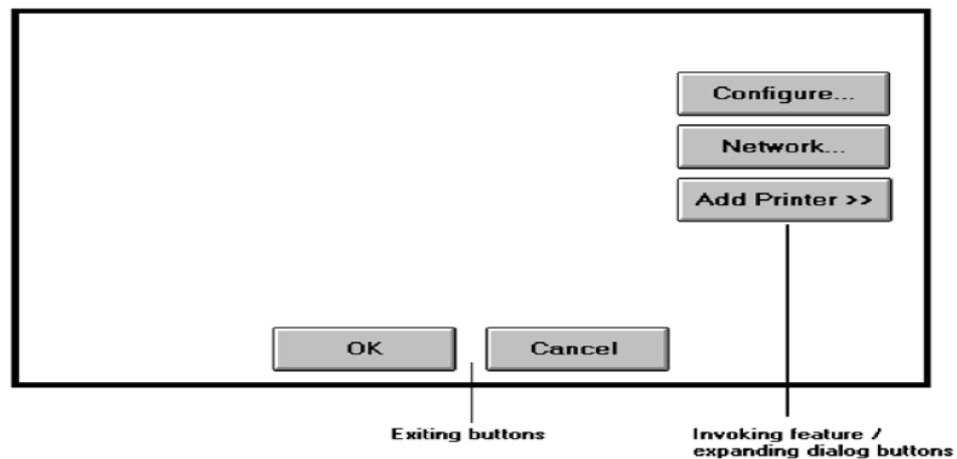 Configure...
Network...
Add Printer >>
OK
Cancel
Exiting buttons
Invoking feature /
expanding dialog buttons